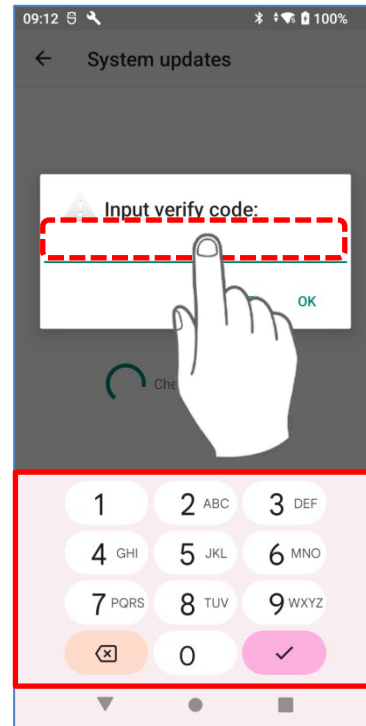 09:12 100%
System updates
Input verify code:
OK
Che
1 2 ABC 3 DEF
4 GHI 5 JKL 6 MNO
7 PQRS 8 TUV 9 WXYZ
0